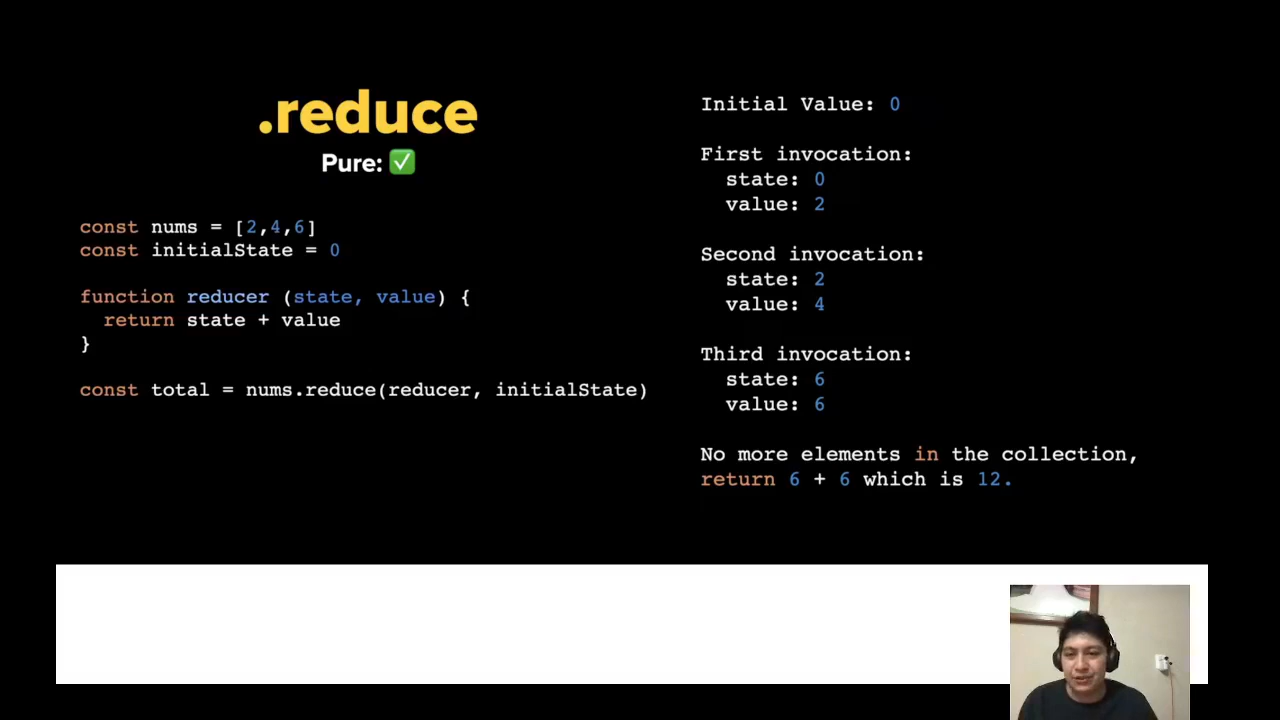 .reduce
Pure: ✅
const nums = [2,4,6]
const initialState = 0
function reducer (state, value) {
  return state + value
}
const total = nums.reduce(reducer, initialState)
Initial Value: 0
First invocation:
  state: 0
  value: 2
Second invocation:
  state: 2
  value: 4
Third invocation:
  state: 6
  value: 6
No more elements in the collection,
return 6 + 6 which is 12.